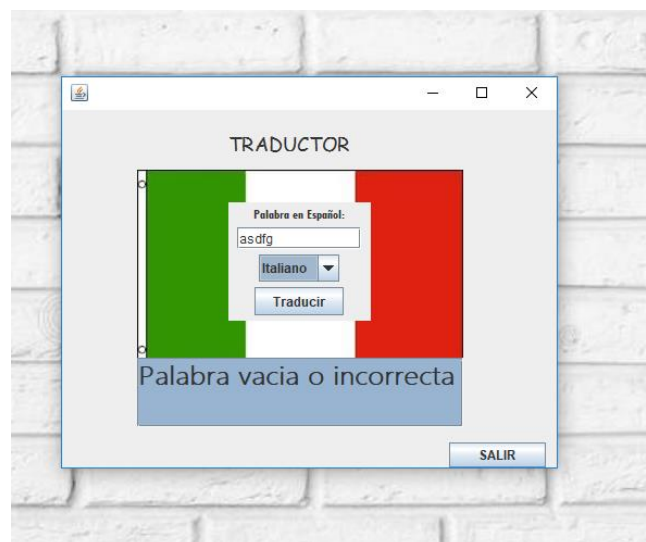 TRADUCTOR
Palabra en Español:
asdfg
Italiano
Traducir
Palabra vacia o incorrecta
SALIR